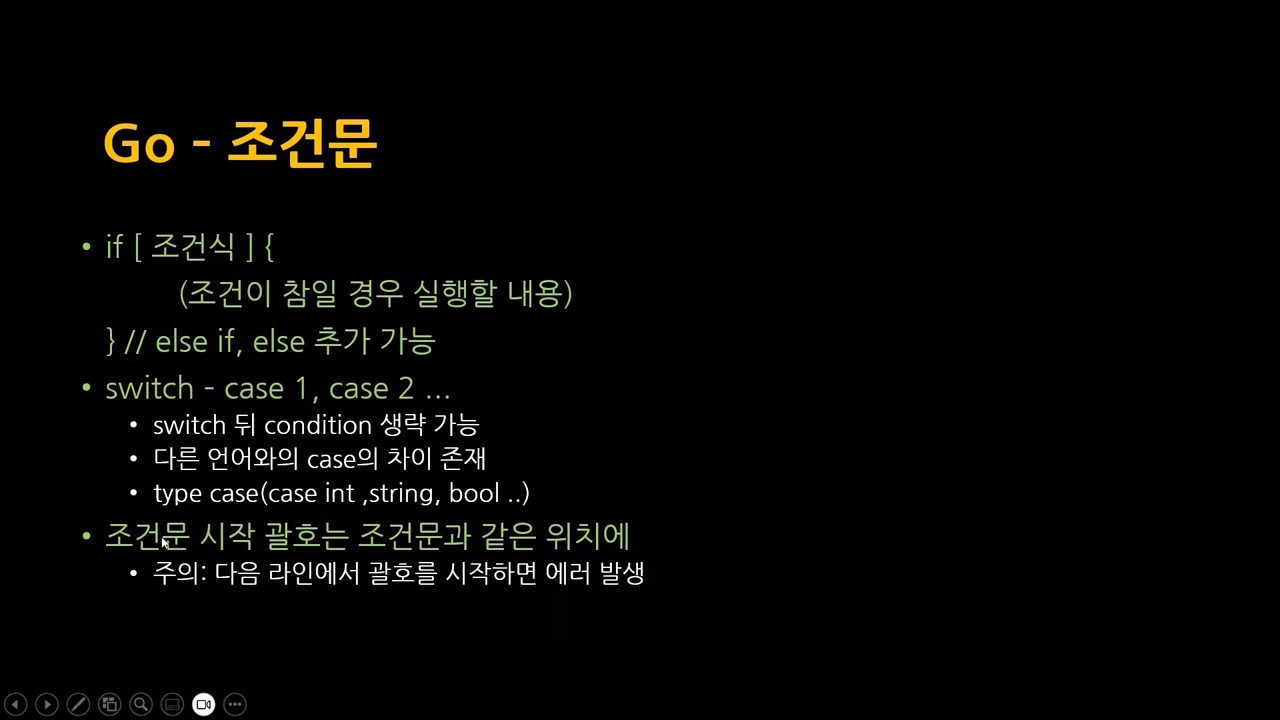 Go - 조건문
• if [ 조건식 ] {
(조건이 참일 경우 실행할 내용)
} // else if, else 추가 가능
• switch - case 1, case 2 ...
• switch 뒤 condition 생략 가능
• 다른 언어와의 case의 차이 존재
• type case(case int ,string, bool ..)
• 조건문 시작 괄호는 조건문과 같은 위치에
• 주의: 다음 라인에서 괄호를 시작하면 에러 발생